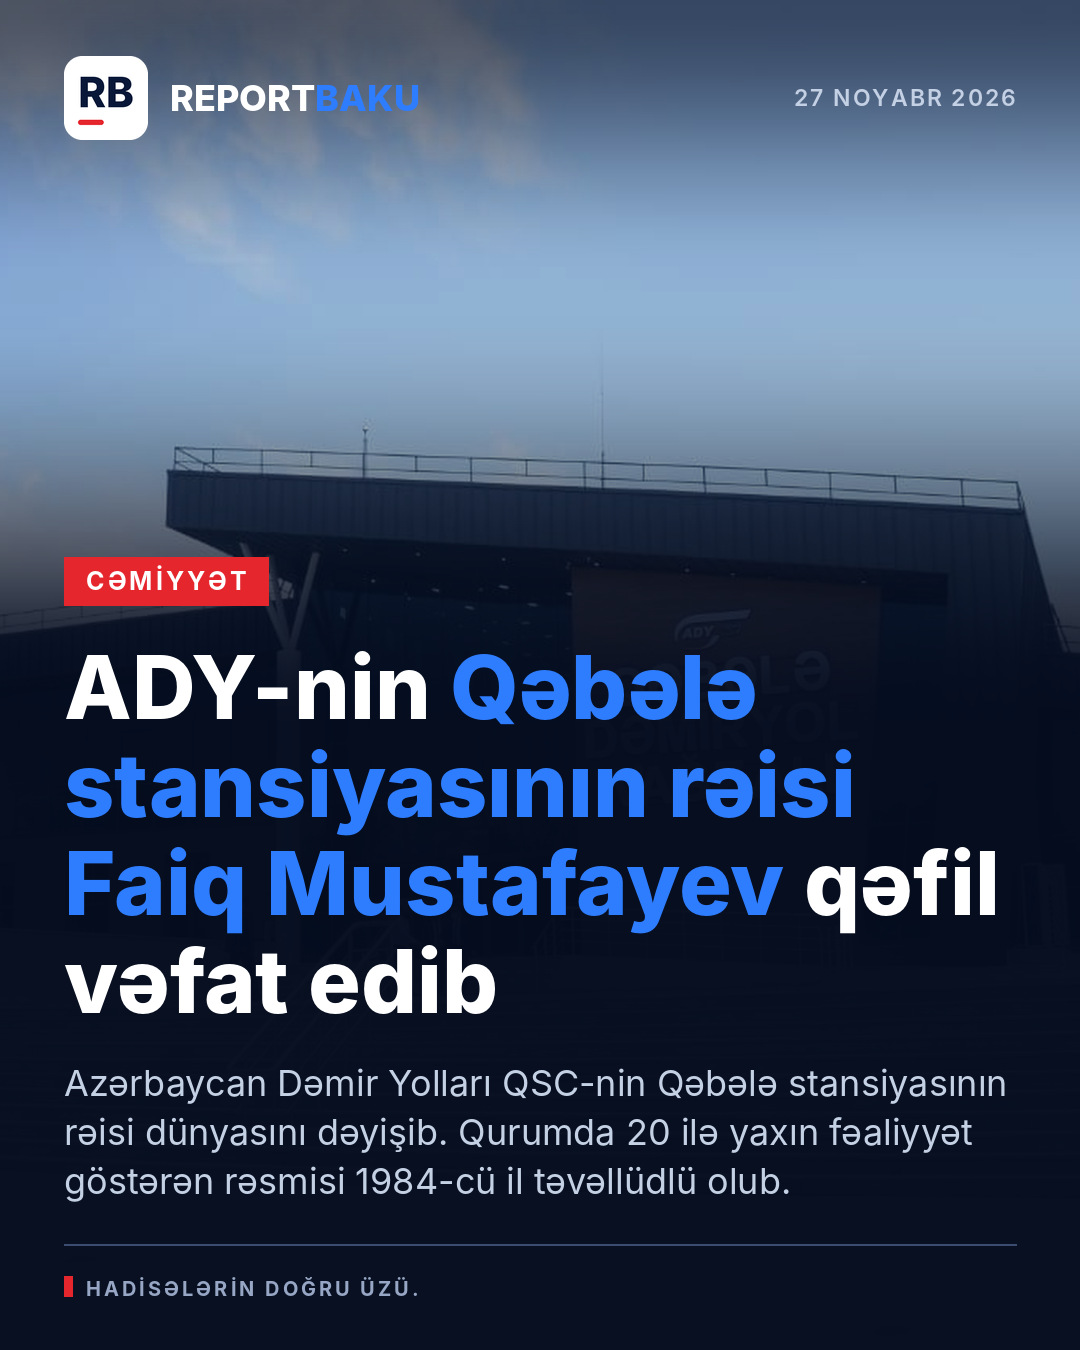 RB
REPORTBAKU
27 NOYABR 2026
CƏMİYYƏT
ADY
ADY-nin Qəbələ
stansiyasının rəisi
Faiq Mustafayev qəfil
vəfat edib
Azərbaycan Dəmir Yolları QSC-nin Qəbələ stansiyasının
rəisi dünyasını dəyişib. Qurumda 20 ilə yaxın fəaliyyət
göstərən rəsmisi 1984-cü il təvəllüdlü olub.
HADİSƏLƏRİN DOĞRU ÜZÜ.